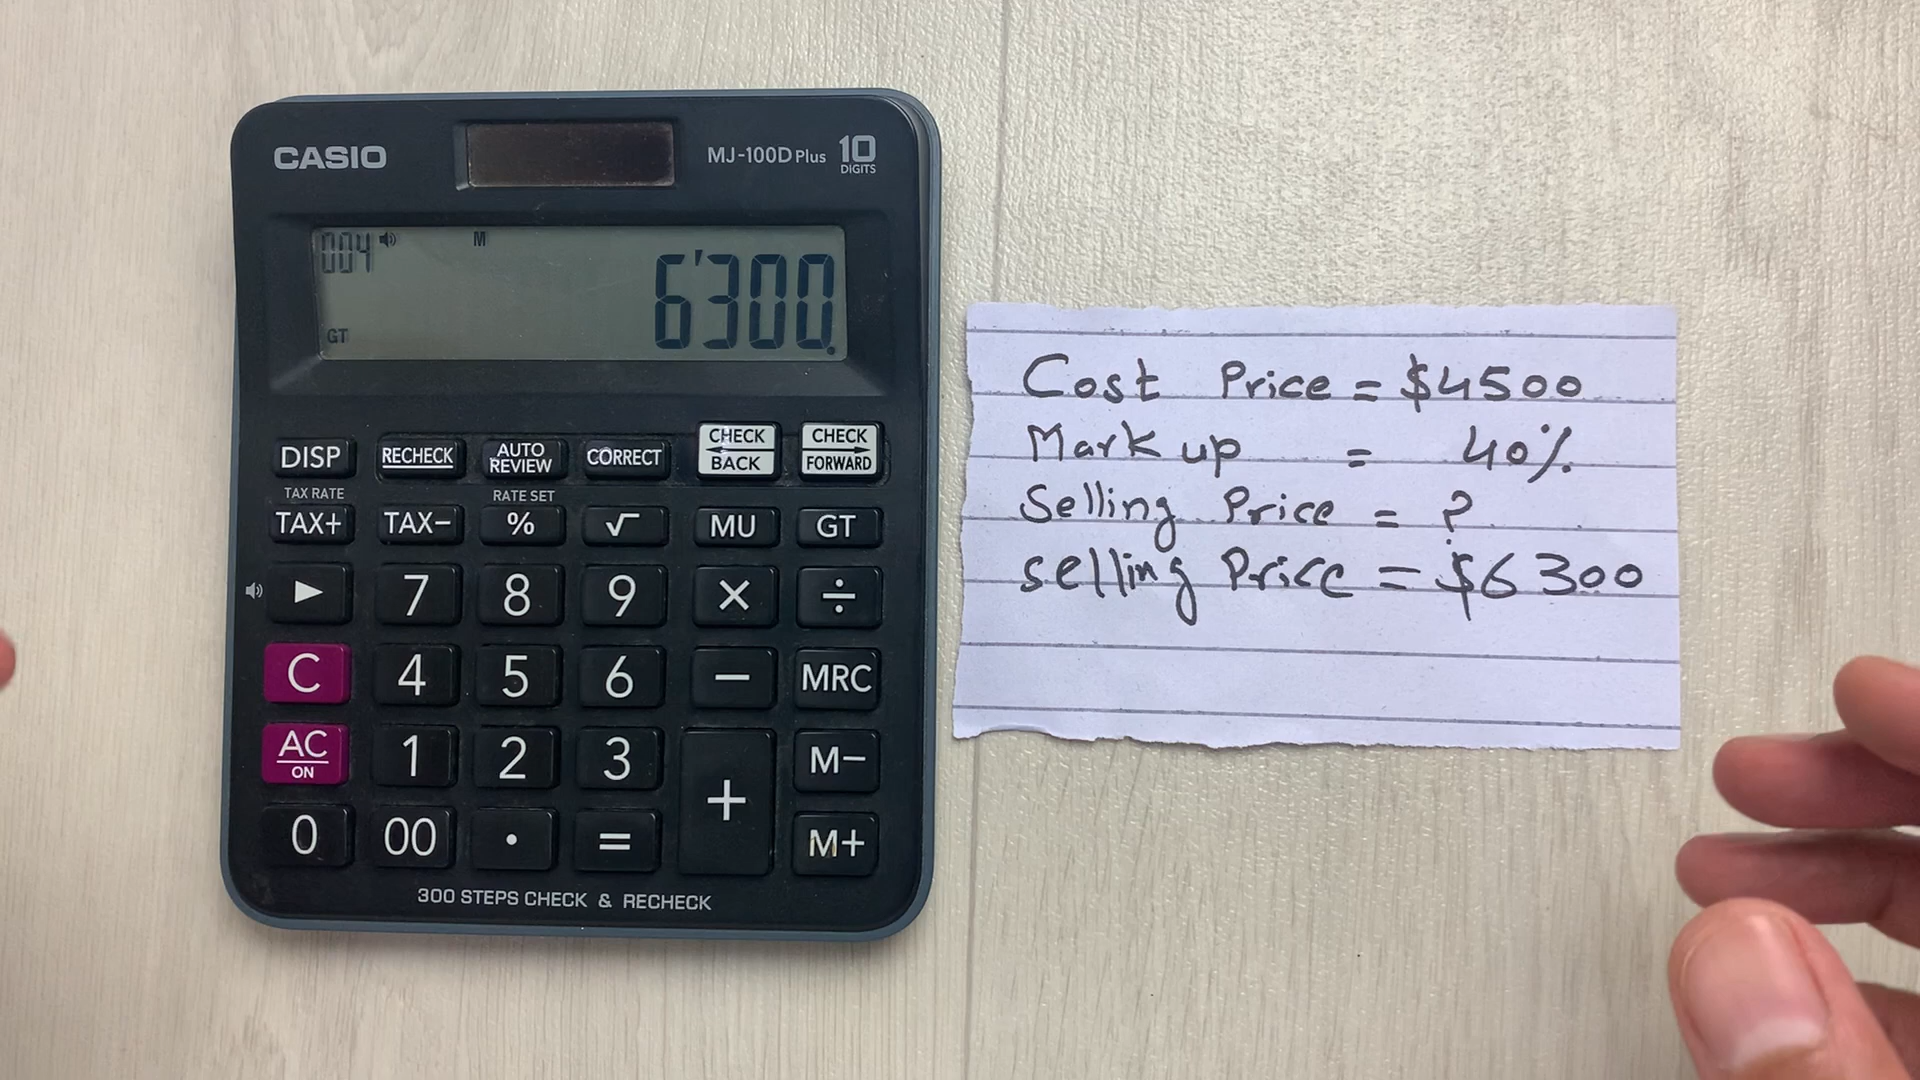 CASIO
MJ-100D Plus
10
DIGITS
004
M
6'300.
GT
DISP
RECHECK
AUTO REVIEW
CORRECT
CHECK BACK
CHECK FORWARD
TAX RATE
RATE SET
TAX+
TAX−
%
√
MU
GT
▶ 7 8 9 × ÷
C 4 5 6 − MRC
AC ON 1 2 3 + M−
0 00 . = M+
300 STEPS CHECK & RECHECK
Cost Price = $4500
Mark up = 40%
Selling Price = ?
selling Price = $6300